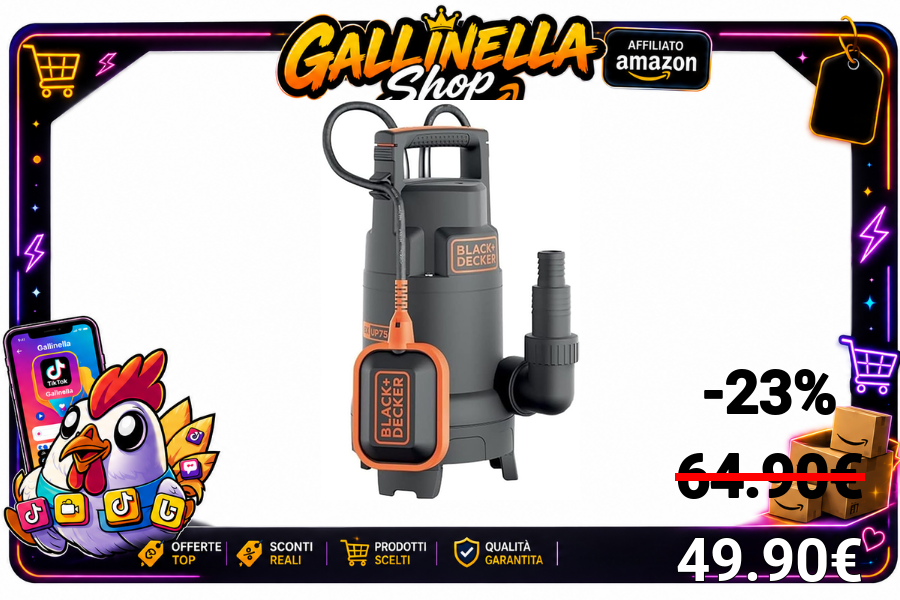 GALLINELLA
Shop
AFFILIATO
amazon
BLACK+
DECKER
UP75
BLACK+
DECKER
Gallinella
TikTok
Gallinella
-23%
64.90€
49.90€
OFFERTE
TOP
SCONTI
REALI
PRODOTTI
SCELTI
QUALITÀ
GARANTITA